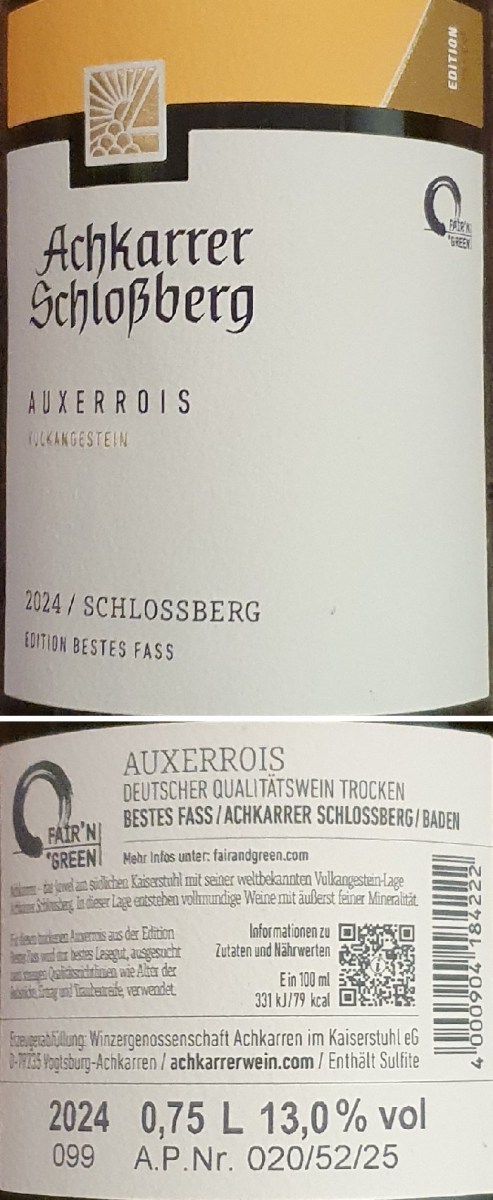 EDITION
FAIR'N
GREEN
Achkarrer
Schloßberg
AUXERROIS
VULKANGESTEIN
2024 / SCHLOSSBERG
EDITION BESTES FASS
AUXERROIS
DEUTSCHER QUALITÄTSWEIN TROCKEN
BESTES FASS / ACHKARRER SCHLOSSBERG / BADEN
FAIR'N
GREEN
Mehr Infos unter: fairandgreen.com
Achkarren - das Juwel am südlichen Kaiserstuhl mit seiner weltbekannten Vulkangestein-Lage
Achkarrer Schlossberg. In dieser Lage entstehen vollmundige Weine mit äußerst feiner Mineralität.
Für diesen trockenen Auxerrois aus der Edition
Bestes Fass wird nur bestes Lesegut, ausgesucht
nach strengen Qualitätsrichtlinien, wie Alter der
Rebstöcke, Ertrag und Traubenreife, verwendet.
Informationen zu
Zutaten und Nährwerten
E in 100 ml
331 kJ/79 kcal
4 000904 184222
Erzeugerabfüllung: Winzergenossenschaft Achkarren im Kaiserstuhl eG
D-79235 Vogtsburg-Achkarren / achkarrerwein.com / Enthält Sulfite
2024 0,75 L 13,0 % vol
099 A.P.Nr. 020/52/25